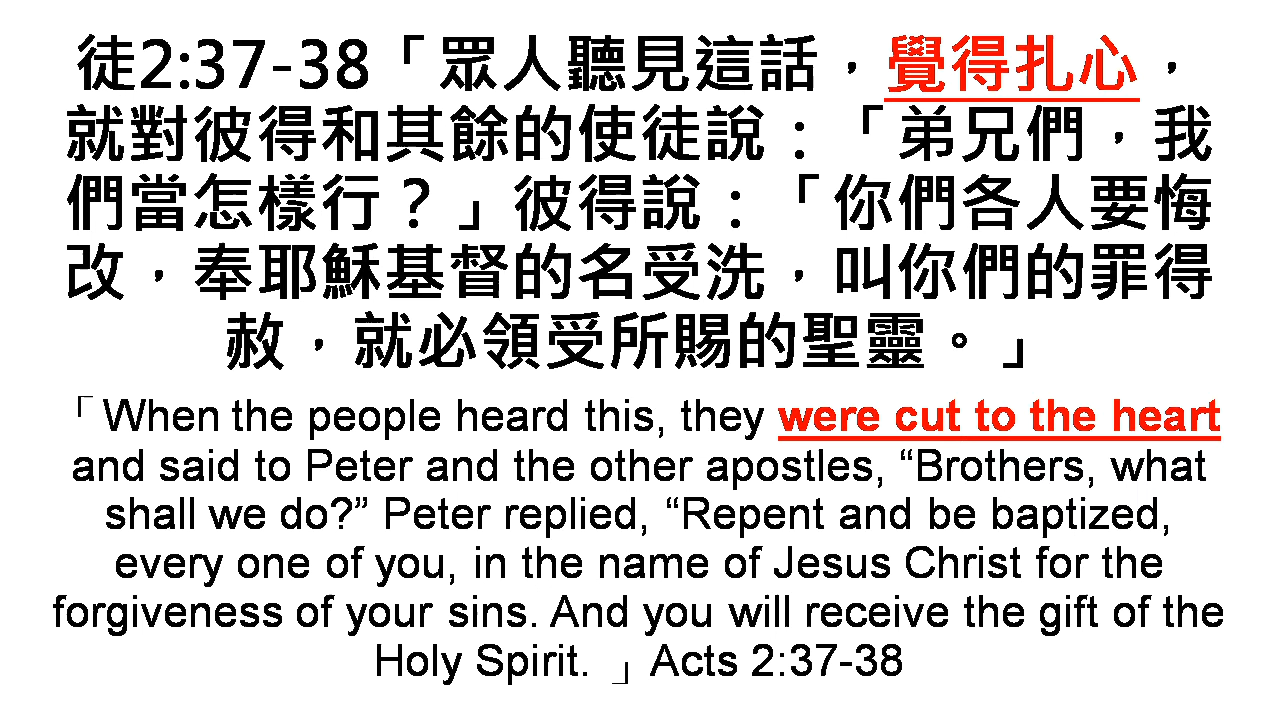 徒2:37-38「眾人聽見這話，覺得扎心，
就對彼得和其餘的使徒說：「弟兄們，我
們當怎樣行？」彼得說：「你們各人要悔
改，奉耶穌基督的名受洗，叫你們的罪得
赦，就必領受所賜的聖靈。」
「When the people heard this, they were cut to the heart
and said to Peter and the other apostles, “Brothers, what
shall we do?” Peter replied, “Repent and be baptized,
every one of you, in the name of Jesus Christ for the
forgiveness of your sins. And you will receive the gift of the
Holy Spirit. 」Acts 2:37-38